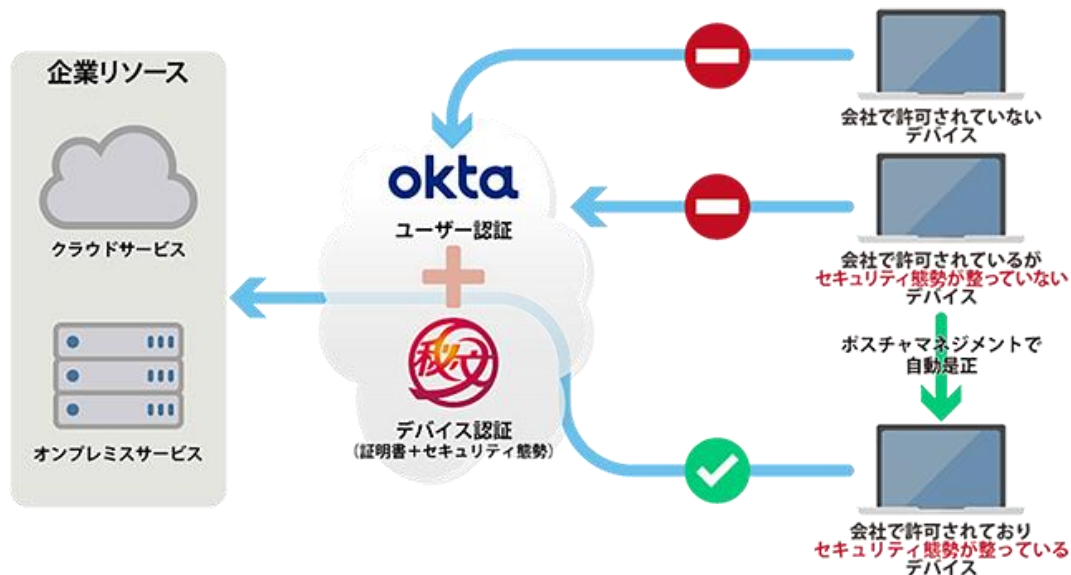 企業リソース
クラウドサービス
オンプレミスサービス
okta
ユーザー認証
秘文
デバイス認証
（証明書＋セキュリティ態勢）
会社で許可されていない
デバイス
会社で許可されているが
セキュリティ態勢が整っていない
デバイス
ポスチャマネジメントで
自動是正
会社で許可されており
セキュリティ態勢が整っている
デバイス